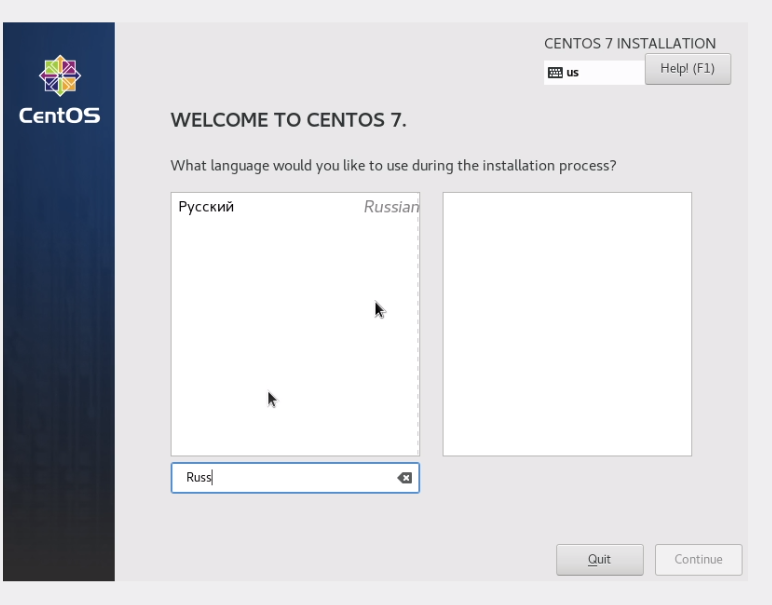 CENTOS 7 INSTALLATION
us
Help! (F1)
CentOS
WELCOME TO CENTOS 7.
What language would you like to use during the installation process?
Русский Russian
Russ
Quit
Continue